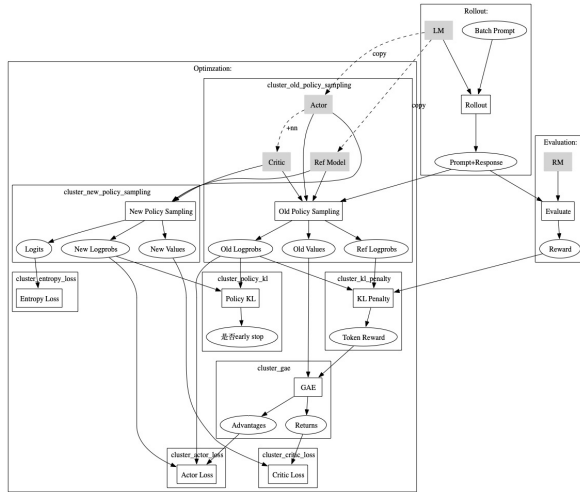 Rollout:
LM
Batch Prompt
Optimzation:
copy
cluster_old_policy_sampling
Actor
copy
Rollout
+nn
Evaluation:
Critic
Ref Model
Prompt+Response
RM
cluster_new_policy_sampling
New Policy Sampling
Old Policy Sampling
Evaluate
Logits
New Logprobs
New Values
Old Logprobs
Old Values
Ref Logprobs
Reward
cluster_entropy_loss
cluster_policy_kl
cluster_kl_penalty
Entropy Loss
Policy KL
KL Penalty
是否early stop
Token Reward
cluster_gae
GAE
Advantages
Returns
cluster_actor_loss
cluster_critic_loss
Actor Loss
Critic Loss